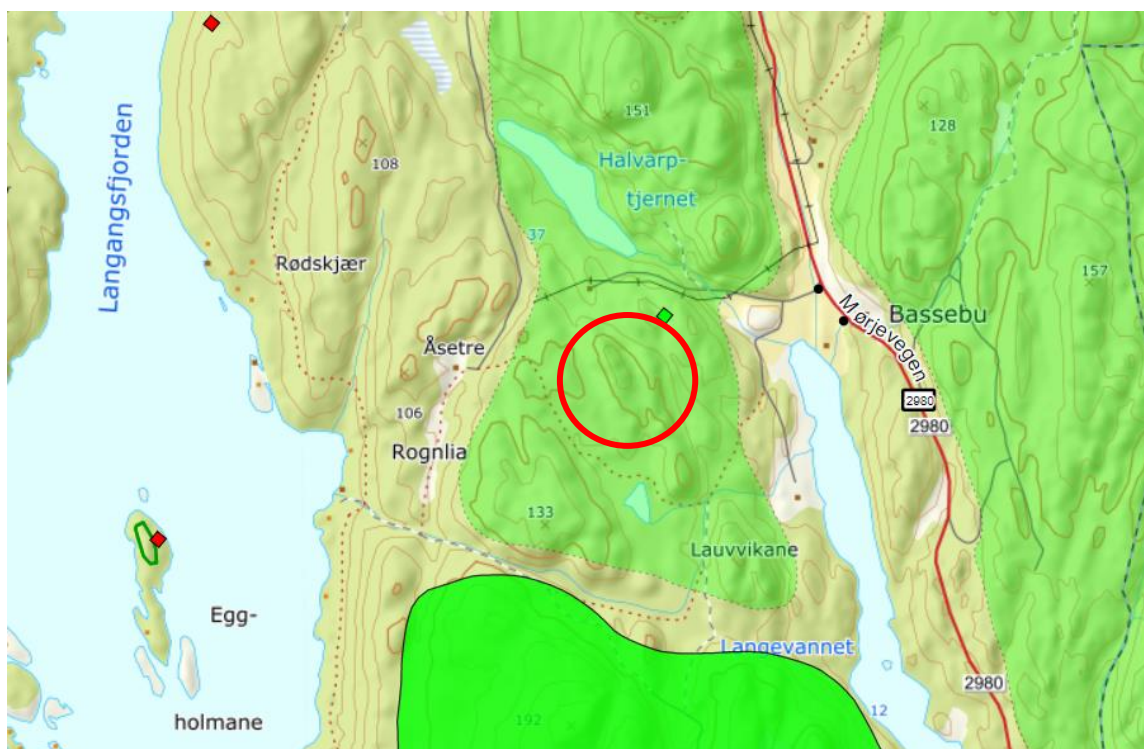 Langangsfjorden
151
128
108
Halvarp-
tjernet
37
157
Rødskjær
Mørjevegen
Bassebu
Åsetre
2980
2980
106
Rognlia
133
Lauvvikane
Egg-
holmane
Langevannet
2980
192
12